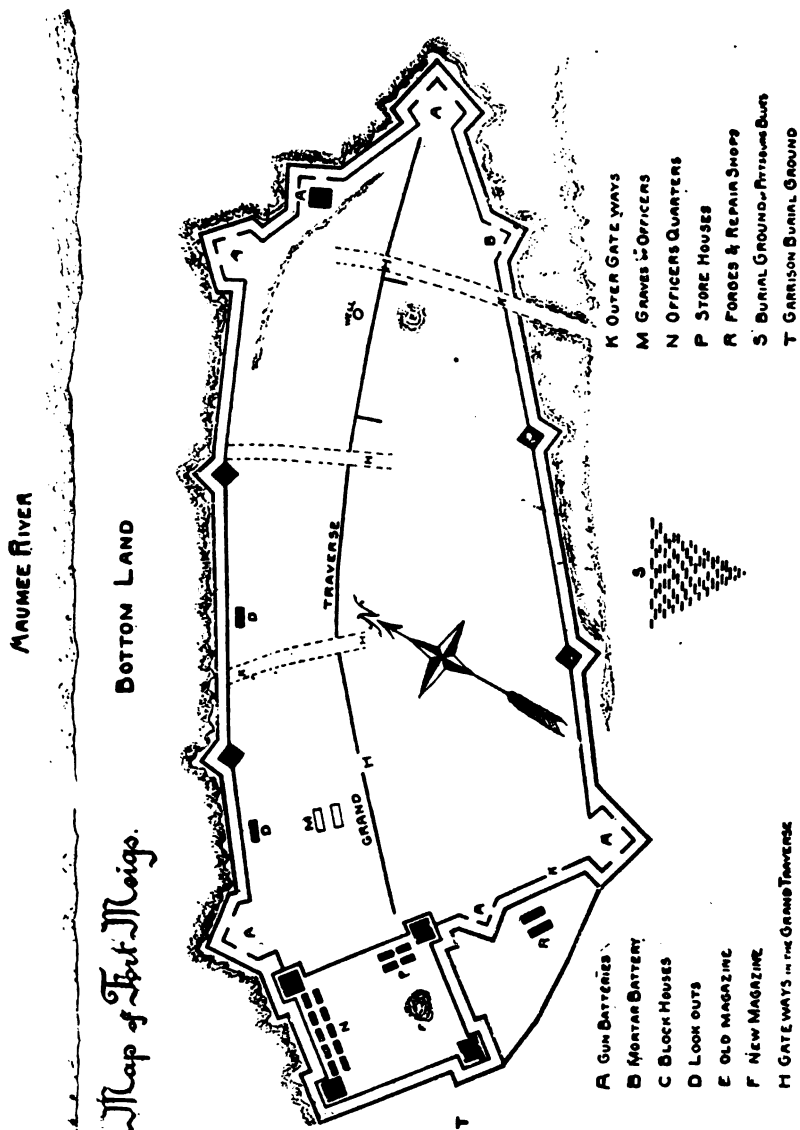 MAUMEE RIVER
BOTTOM LAND
Map of Fort Meigs.
TRAVERSE
GRAND
WELL
A
A
A
A
A
A
B
D
D
H
H
H
K
K
K
M
N
P
R
S
T
A GUN BATTERIES
B MORTAR BATTERY
C BLOCK HOUSES
D LOOK OUTS
E OLD MAGAZINE
F NEW MAGAZINE
H GATEWAYS IN THE GRAND TRAVERSE
K OUTER GATE WAYS
M GRAVES OF OFFICERS
N OFFICERS QUARTERS
P STORE HOUSES
R FORGES & REPAIR SHOPS
S BURIAL GROUND OF PITTSBURG BLUES
T GARRISON BURIAL GROUND